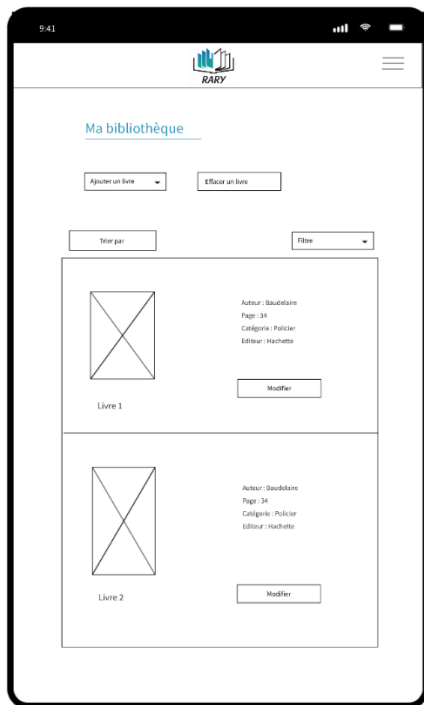 9:41
RARY
Ma bibliothèque
Ajouter un livre
Effacer un livre
Trier par
Filtre
Auteur : Baudelaire
Page : 34
Catégorie : Policier
Editeur : Hachette
Modifier
Livre 1
Auteur : Baudelaire
Page : 34
Catégorie : Policier
Editeur : Hachette
Modifier
Livre 2